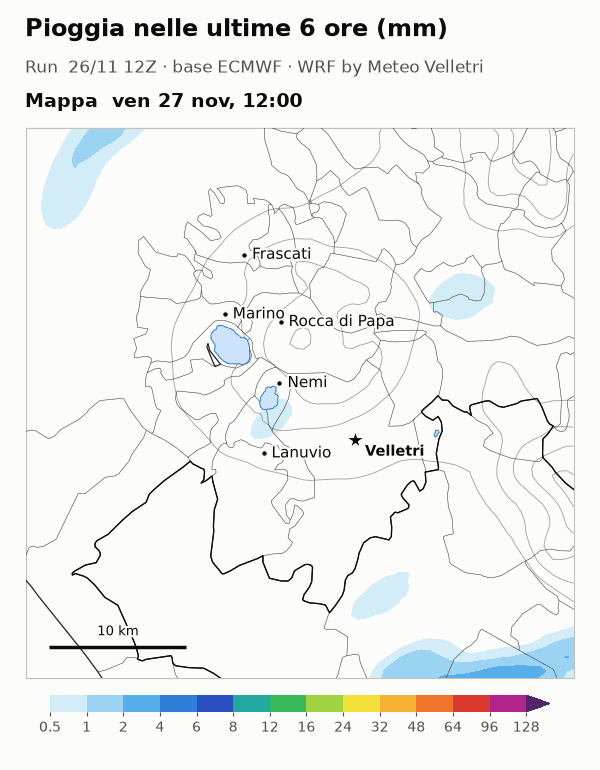 Pioggia nelle ultime 6 ore (mm)
Run  26/11 12Z · base ECMWF · WRF by Meteo Velletri
Mappa  ven 27 nov, 12:00
Frascati
Marino
Rocca di Papa
Nemi
Velletri
Lanuvio
10 km
0.5 1 2 4 6 8 12 16 24 32 48 64 96 128